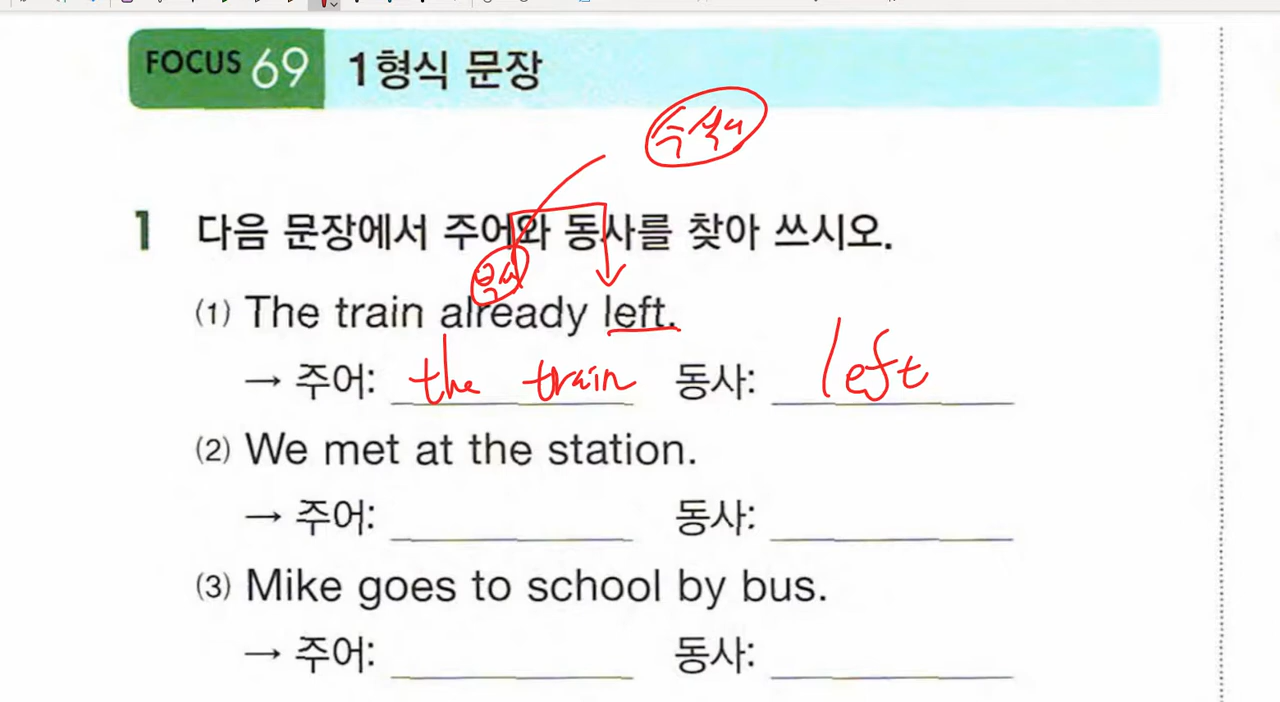 FOCUS 69 1형식 문장
수식어
1 다음 문장에서 주어와 동사를 찾아 쓰시오.
부사
(1) The train already left.
→ 주어: the train 동사: left
(2) We met at the station.
→ 주어: 동사:
(3) Mike goes to school by bus.
→ 주어: 동사: